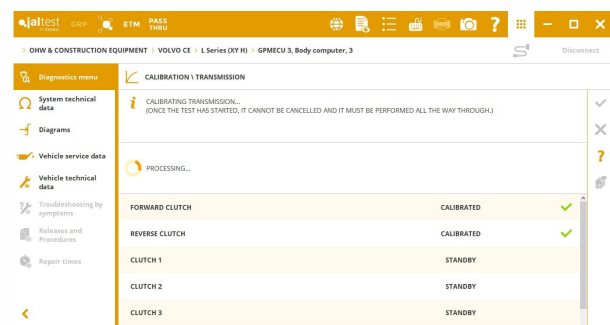 jaltest
GRP
ETM
PASS
THRU
?
> OHW & CONSTRUCTION EQUIPMENT > VOLVO CE > L Series (XY H) > GPMECU 3, Body computer, 3
Disconnect
Diagnostics menu
CALIBRATION \ TRANSMISSION
System technical
data
CALIBRATING TRANSMISSION...
(ONCE THE TEST HAS STARTED, IT CANNOT BE CANCELLED AND IT MUST BE PERFORMED ALL THE WAY THROUGH.)
Diagrams
Vehicle service data
?
PROCESSING...
Vehicle technical
data
Troubleshooting by
symptoms
FORWARD CLUTCH CALIBRATED
Releases and
Procedures
REVERSE CLUTCH CALIBRATED
Repair times
CLUTCH 1 STANDBY
CLUTCH 2 STANDBY
CLUTCH 3 STANDBY